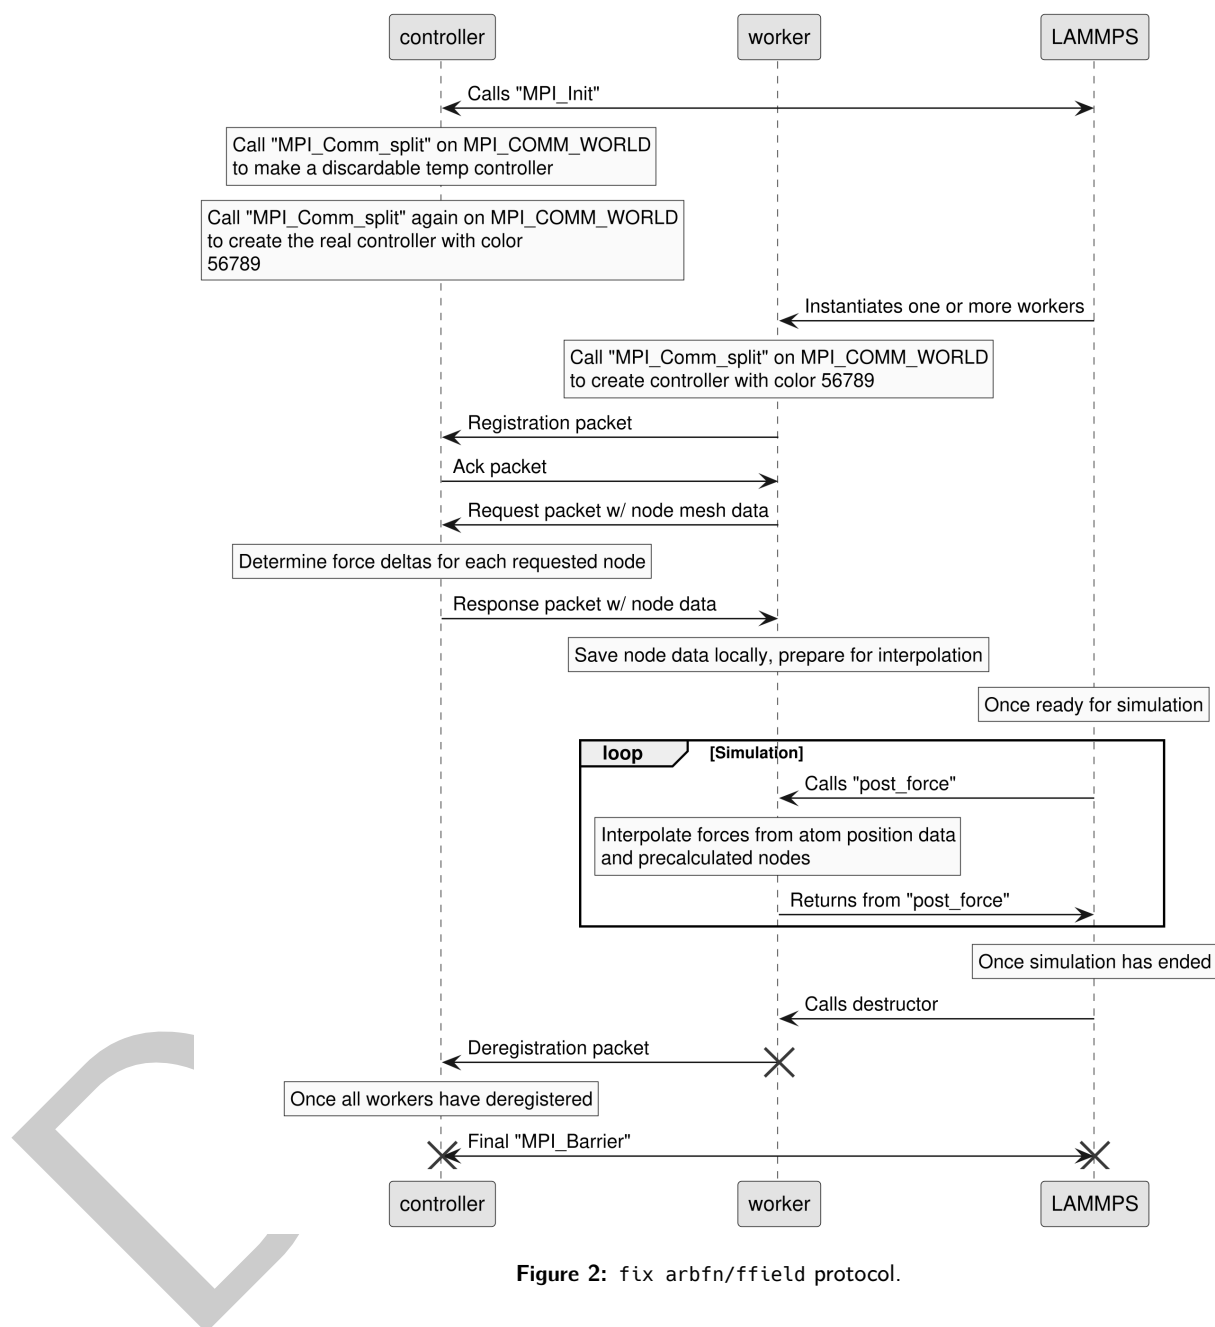 controller worker LAMMPS
Calls "MPI_Init"
Call "MPI_Comm_split" on MPI_COMM_WORLD
to make a discardable temp controller
Call "MPI_Comm_split" again on MPI_COMM_WORLD
to create the real controller with color
56789
Instantiates one or more workers
Call "MPI_Comm_split" on MPI_COMM_WORLD
to create controller with color 56789
Registration packet
Ack packet
Request packet w/ node mesh data
Determine force deltas for each requested node
Response packet w/ node data
Save node data locally, prepare for interpolation
Once ready for simulation
loop [Simulation]
Calls "post_force"
Interpolate forces from atom position data
and precalculated nodes
Returns from "post_force"
Once simulation has ended
Calls destructor
Deregistration packet
Once all workers have deregistered
Final "MPI_Barrier"
controller worker LAMMPS
Figure 2: fix arbfn/ffield protocol.